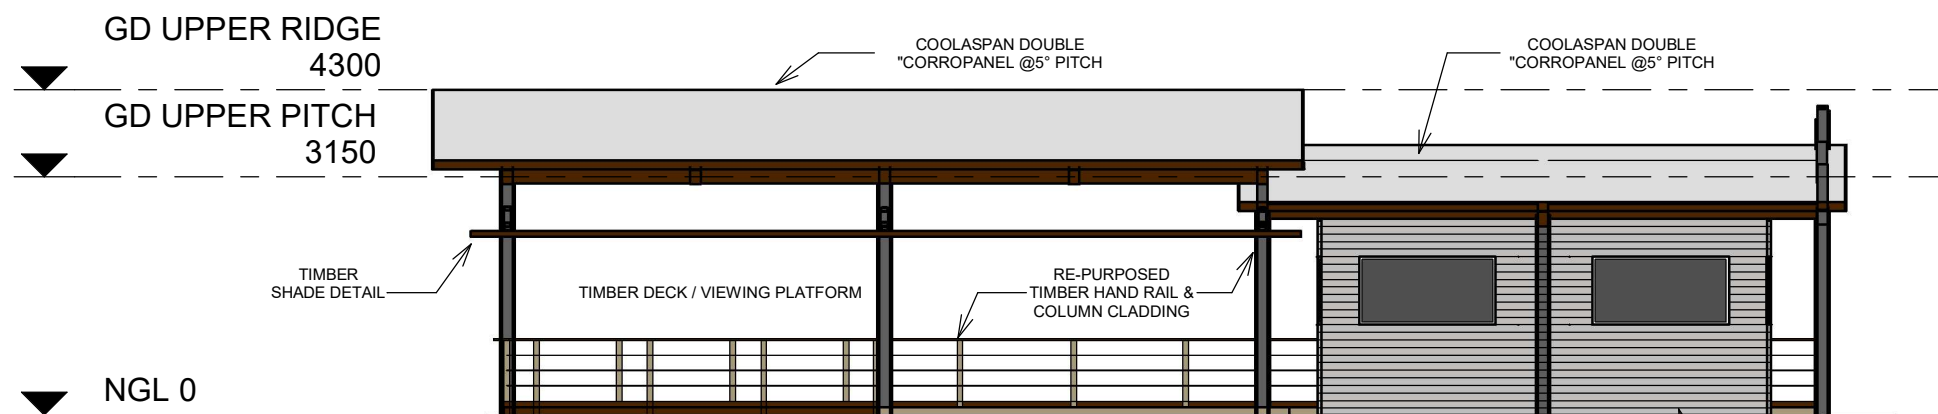 GD UPPER RIDGE
4300
GD UPPER PITCH
3150
NGL 0
COOLASPAN DOUBLE
"CORROPANEL @5° PITCH
COOLASPAN DOUBLE
"CORROPANEL @5° PITCH
TIMBER
SHADE DETAIL
TIMBER DECK / VIEWING PLATFORM
RE-PURPOSED
TIMBER HAND RAIL &
COLUMN CLADDING